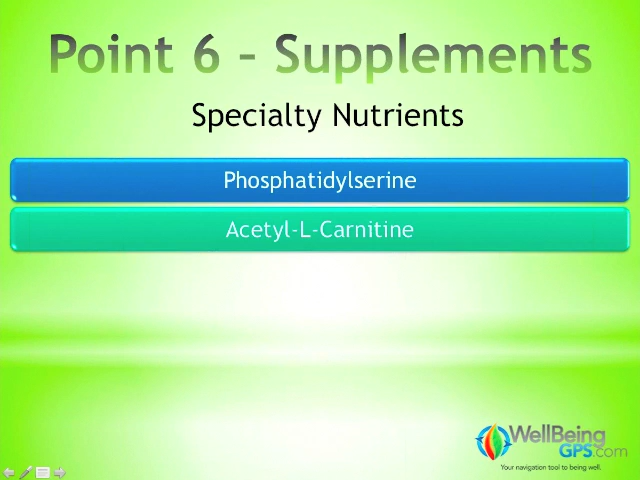 Point 6 – Supplements
Specialty Nutrients
Phosphatidylserine
Acetyl-L-Carnitine
WellBeing
GPS.com
Your navigation tool to being well.